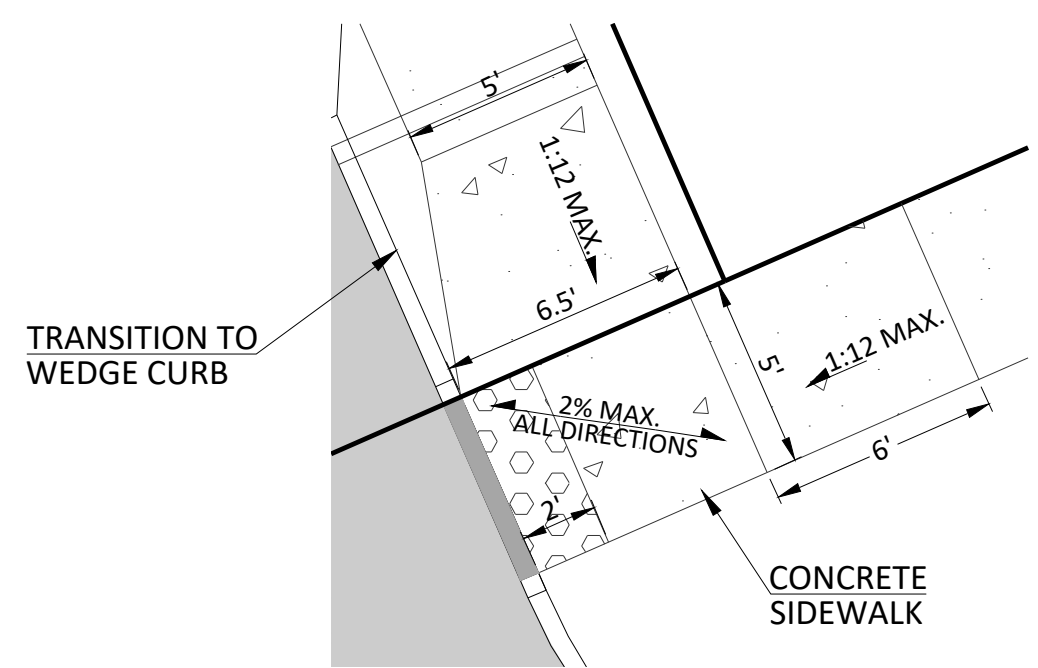 5'
1:12 MAX.
6.5'
TRANSITION TO
WEDGE CURB
5'
1:12 MAX.
2% MAX.
ALL DIRECTIONS
6'
2'
CONCRETE
SIDEWALK